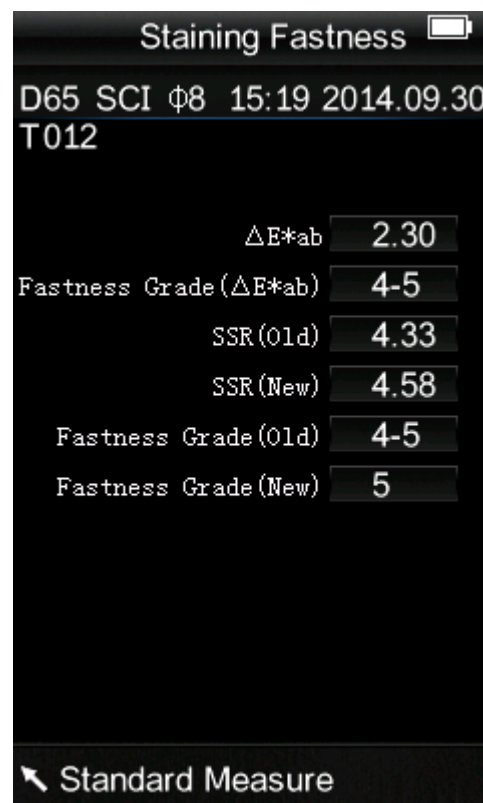 Staining Fastness
D65 SCI Φ8 15:19 2014.09.30
T012
△E*ab 2.30
Fastness Grade(△E*ab) 4-5
SSR(Old) 4.33
SSR(New) 4.58
Fastness Grade(Old) 4-5
Fastness Grade(New) 5
Standard Measure